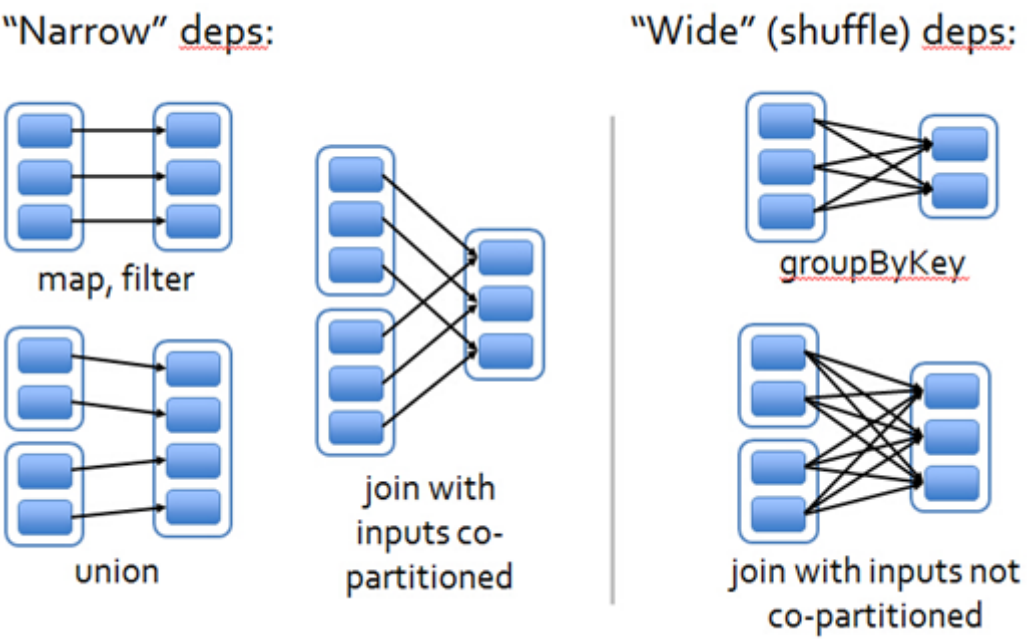 “Narrow” deps:
map, filter
union
join with
inputs co-
partitioned
“Wide” (shuffle) deps:
groupByKey
join with inputs not
co-partitioned